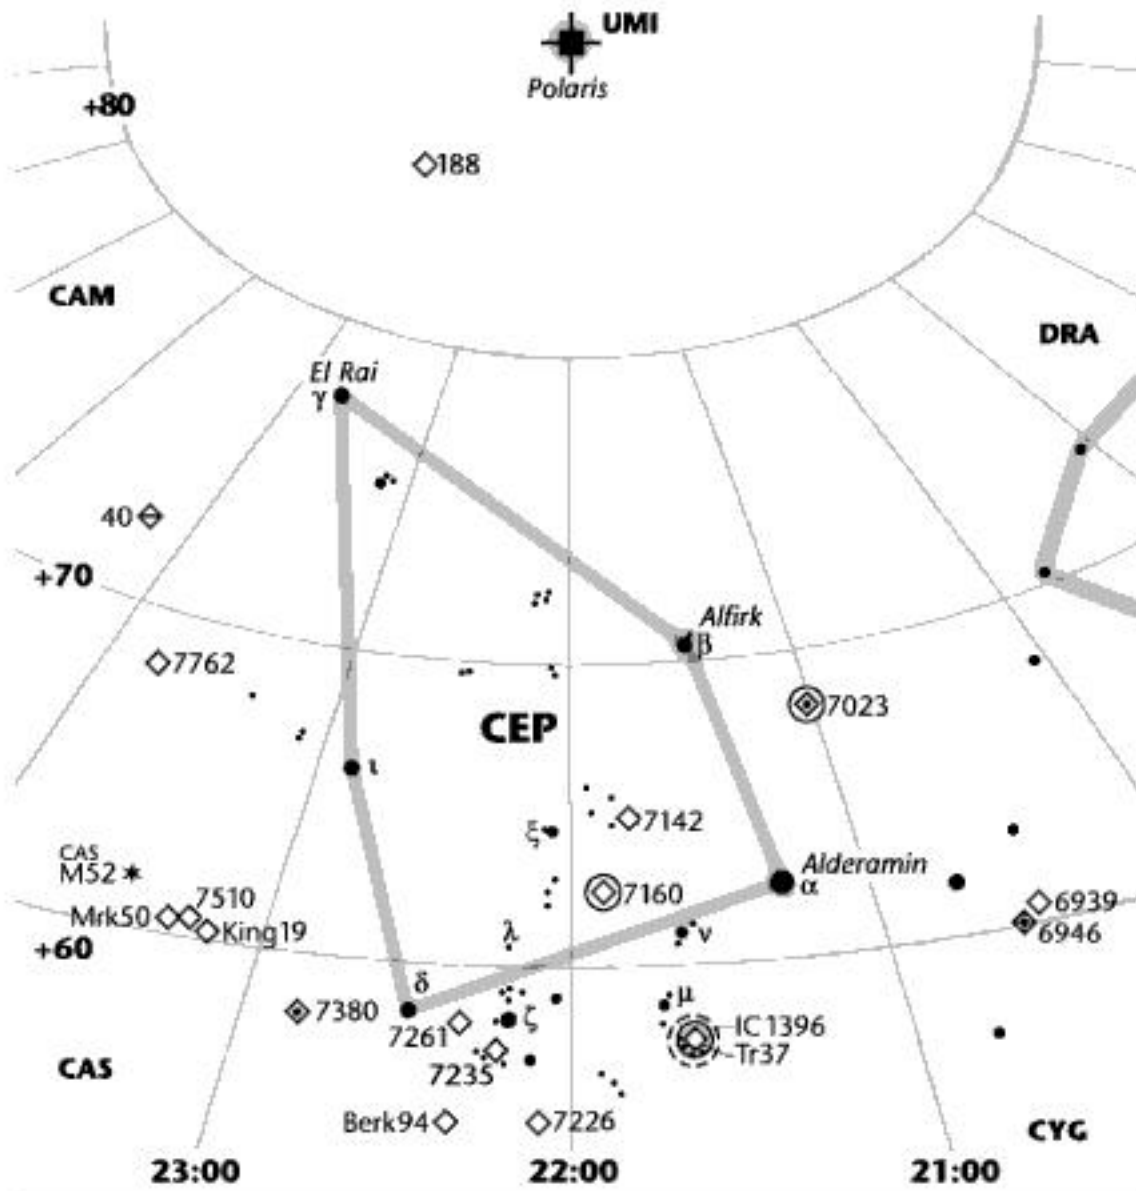 UMI
Polaris
+80
188
CAM
DRA
El Rai
γ
40
+70
Alfirk
β
7762
7023
CEP
ι
7142
ξ
CAS
M52
Alderamin
α
7160
7510
Mrk50
King19
6939
6946
+60
λ
ν
δ
μ
7380
7261
ζ
IC1396
Tr37
CAS
7235
Berk94
7226
CYG
23:00
22:00
21:00